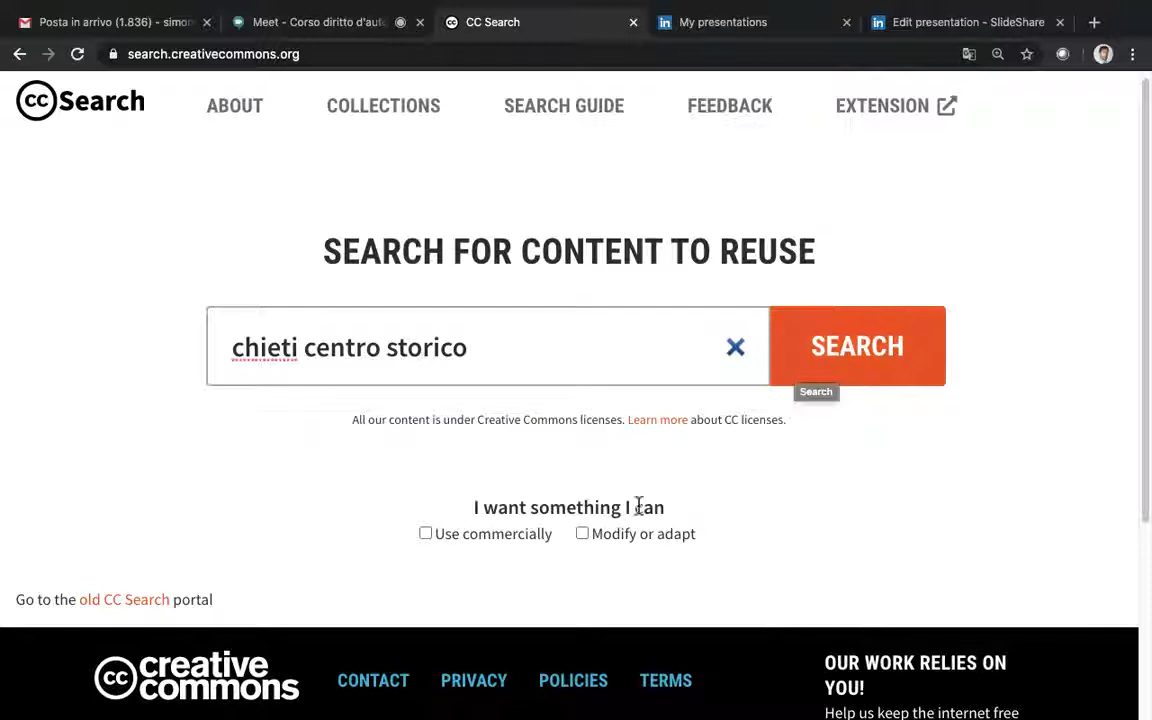 Posta in arrivo (1.836) - simon
Meet - Corso diritto d'aut
CC Search
My presentations
Edit presentation - SlideShare
search.creativecommons.org
cc Search
ABOUT
COLLECTIONS
SEARCH GUIDE
FEEDBACK
EXTENSION
SEARCH FOR CONTENT TO REUSE
chieti centro storico
SEARCH
Search
All our content is under Creative Commons licenses. Learn more about CC licenses.
I want something I can
Use commercially
Modify or adapt
Go to the old CC Search portal
cc creative
commons
CONTACT
PRIVACY
POLICIES
TERMS
OUR WORK RELIES ON
YOU!
Help us keep the internet free